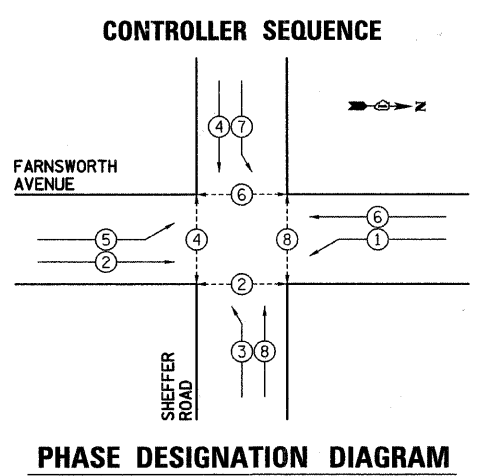 CONTROLLER SEQUENCE
4 7
N
FARNSWORTH
AVENUE
6
6
5 4 8 1
2
2
3 8
SHEFFER
ROAD
PHASE DESIGNATION DIAGRAM